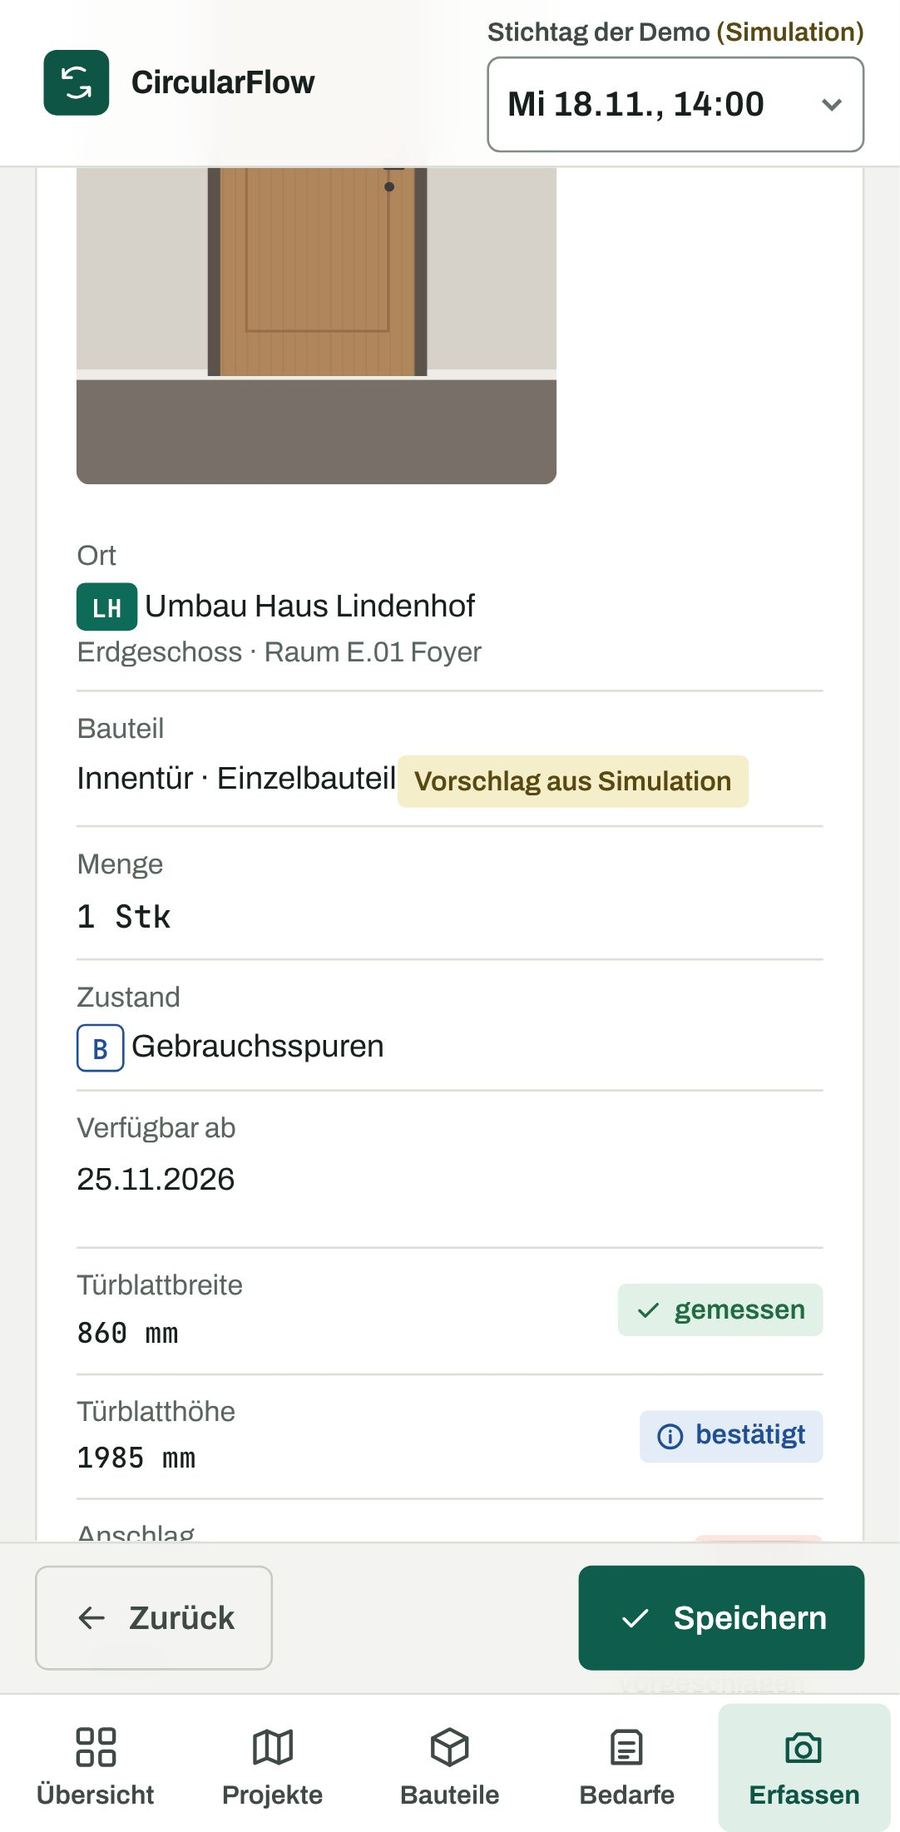 Stichtag der Demo (Simulation)
CircularFlow
Mi 18.11., 14:00
Ort
LH Umbau Haus Lindenhof
Erdgeschoss · Raum E.01 Foyer
Bauteil
Innentür · Einzelbauteil Vorschlag aus Simulation
Menge
1 Stk
Zustand
B Gebrauchsspuren
Verfügbar ab
25.11.2026
Türblattbreite
860 mm
gemessen
Türblatthöhe
1985 mm
bestätigt
Anschlag
Zurück
Speichern
vorgeschlagen
Übersicht
Projekte
Bauteile
Bedarfe
Erfassen